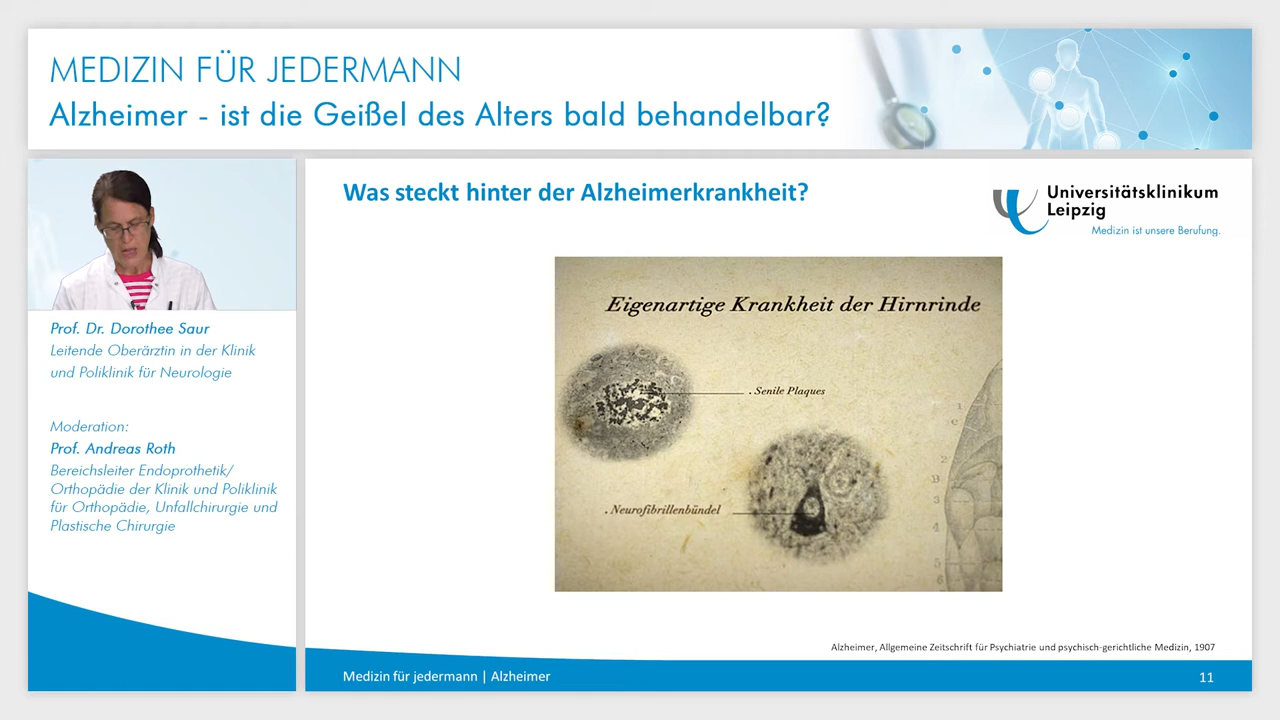 MEDIZIN FÜR JEDERMANN
Alzheimer - ist die Geißel des Alters bald behandelbar?
Prof. Dr. Dorothee Saur
Leitende Oberärztin in der Klinik
und Poliklinik für Neurologie
Moderation:
Prof. Andreas Roth
Bereichsleiter Endoprothetik/
Orthopädie der Klinik und Poliklinik
für Orthopädie, Unfallchirurgie und
Plastische Chirurgie
Was steckt hinter der Alzheimerkrankheit?
Universitätsklinikum
Leipzig
Medizin ist unsere Berufung.
Eigenartige Krankheit der Hirnrinde
. Senile Plaques
. Neurofibrillenbündel
Alzheimer, Allgemeine Zeitschrift für Psychiatrie und psychisch-gerichtliche Medizin, 1907
Medizin für jedermann | Alzheimer
11